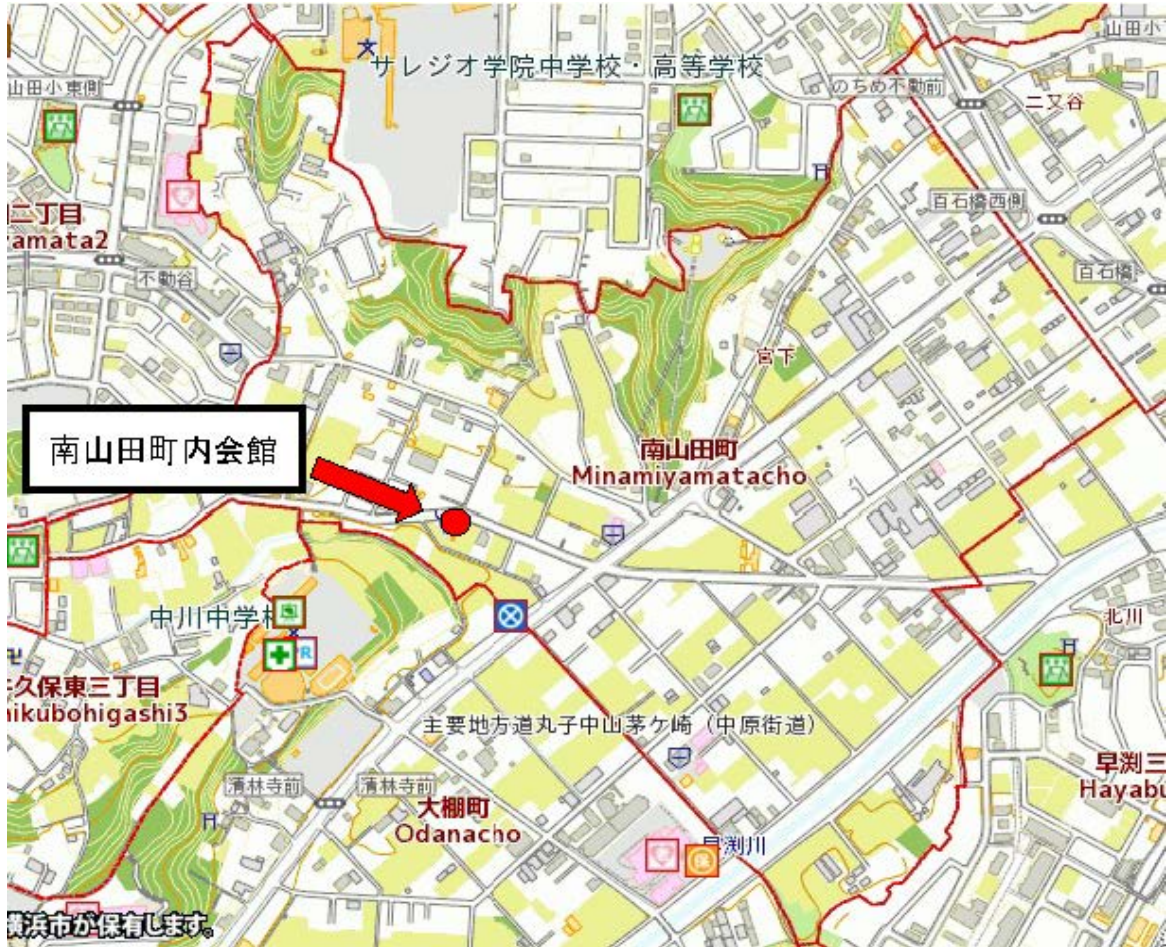 山田小
サレジオ学院中学校・高等学校
山田小東側
のちめ不動前
二又谷
百石橋西側
二丁目
yamata2
不動谷
百石橋
宮下
南山田町内会館
南山田町
Minamiyamatacho
中川中学校
PR
北川
久保東三丁目
hikubohigashi3
主要地方道丸子中山茅ケ崎（中原街道）
早渕三
Hayabu
清林寺前
清林寺前
大棚町
Odanacho
早渕川
横浜市が保有します。